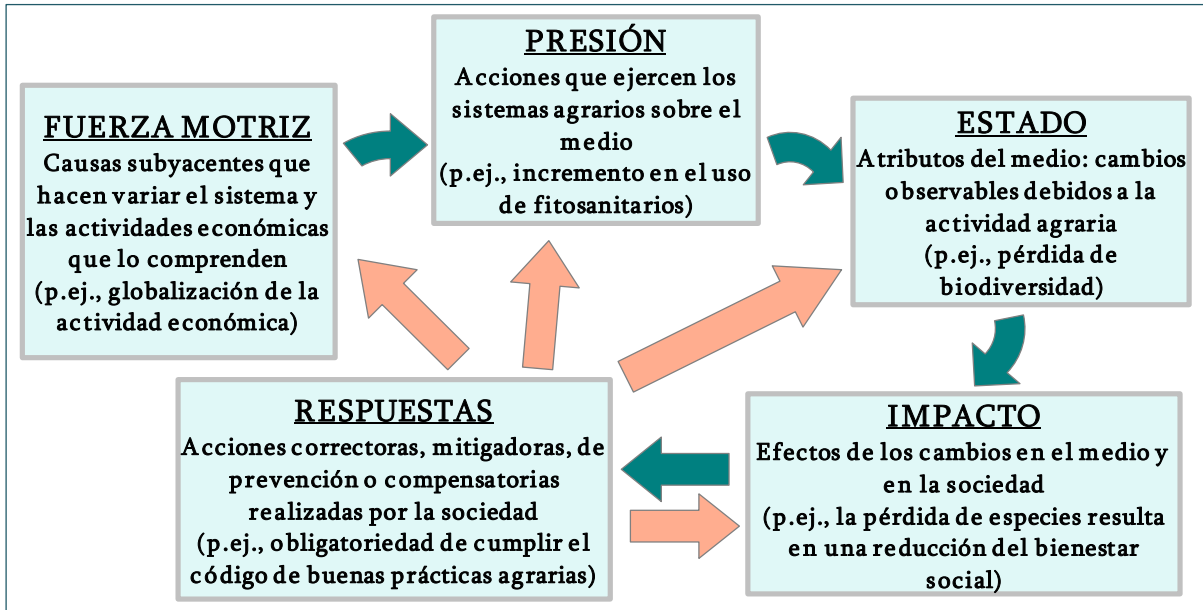 PRESIÓN
Acciones que ejercen los
sistemas agrarios sobre el
medio
(p.ej., incremento en el uso
de fitosanitarios)
FUERZA MOTRIZ
Causas subyacentes que
hacen variar el sistema y
las actividades económicas
que lo comprenden
(p.ej., globalización de la
actividad económica)
ESTADO
Atributos del medio: cambios
observables debidos a la
actividad agraria
(p.ej., pérdida de
biodiversidad)
RESPUESTAS
Acciones correctoras, mitigadoras, de
prevención o compensatorias
realizadas por la sociedad
(p.ej., obligatoriedad de cumplir el
código de buenas prácticas agrarias)
IMPACTO
Efectos de los cambios en el medio y
en la sociedad
(p.ej., la pérdida de especies resulta
en una reducción del bienestar
social)